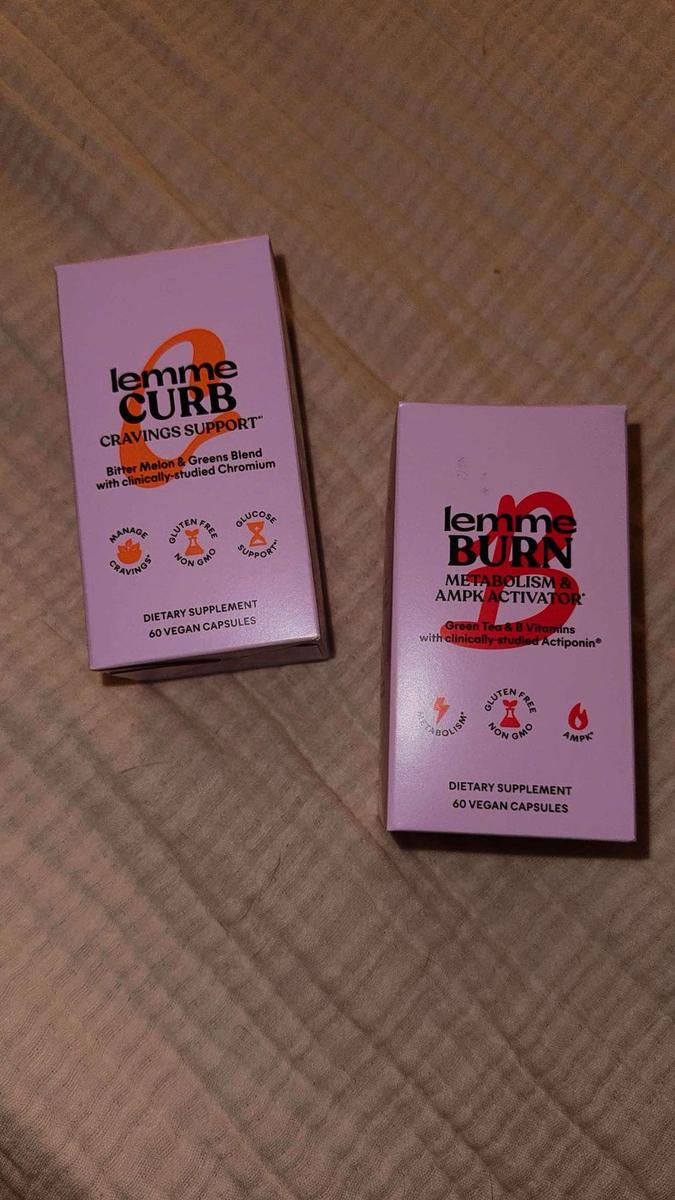 lemme
CURB
CRAVINGS SUPPORT*'
Bitter Melon & Greens Blend
with clinically-studied Chromium
MANAGE
CRAVINGS*
GLUTEN FREE
NON GMO
GLUCOSE
SUPPORT*'
DIETARY SUPPLEMENT
60 VEGAN CAPSULES
lemme
BURN
METABOLISM &
AMPK ACTIVATOR*
Green Tea & B Vitamins
with clinically-studied Actiponin®
METABOLISM*
GLUTEN FREE
NON GMO
AMPK*
DIETARY SUPPLEMENT
60 VEGAN CAPSULES